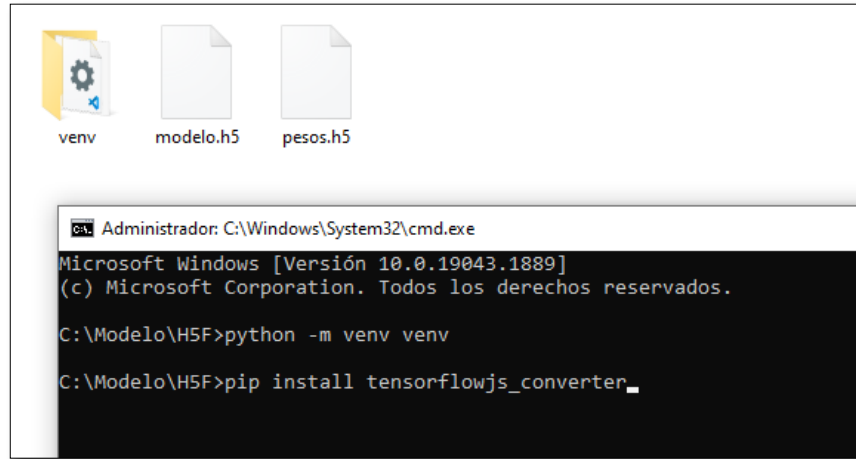 venv
modelo.h5
pesos.h5
Administrador: C:\Windows\System32\cmd.exe
Microsoft Windows [Versión 10.0.19043.1889]
(c) Microsoft Corporation. Todos los derechos reservados.
C:\Modelo\H5F>python -m venv venv
C:\Modelo\H5F>pip install tensorflowjs_converter